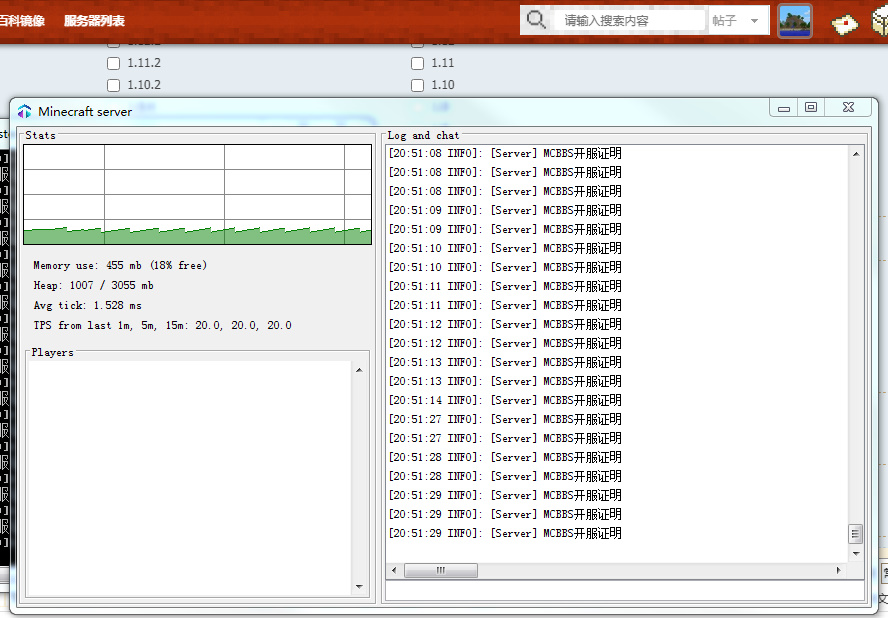 百科镜像 服务器列表 请输入搜索内容 帖子
1.11.2 1.11
1.10.2 1.10
Minecraft server
Stats
Memory use: 455 mb (18% free)
Heap: 1007 / 3055 mb
Avg tick: 1.528 ms
TPS from last 1m, 5m, 15m: 20.0, 20.0, 20.0
Players
Log and chat
[20:51:08 INFO]: [Server] MCBBS开服证明
[20:51:08 INFO]: [Server] MCBBS开服证明
[20:51:08 INFO]: [Server] MCBBS开服证明
[20:51:09 INFO]: [Server] MCBBS开服证明
[20:51:09 INFO]: [Server] MCBBS开服证明
[20:51:10 INFO]: [Server] MCBBS开服证明
[20:51:10 INFO]: [Server] MCBBS开服证明
[20:51:11 INFO]: [Server] MCBBS开服证明
[20:51:11 INFO]: [Server] MCBBS开服证明
[20:51:12 INFO]: [Server] MCBBS开服证明
[20:51:12 INFO]: [Server] MCBBS开服证明
[20:51:13 INFO]: [Server] MCBBS开服证明
[20:51:13 INFO]: [Server] MCBBS开服证明
[20:51:14 INFO]: [Server] MCBBS开服证明
[20:51:27 INFO]: [Server] MCBBS开服证明
[20:51:27 INFO]: [Server] MCBBS开服证明
[20:51:28 INFO]: [Server] MCBBS开服证明
[20:51:28 INFO]: [Server] MCBBS开服证明
[20:51:29 INFO]: [Server] MCBBS开服证明
[20:51:29 INFO]: [Server] MCBBS开服证明
[20:51:29 INFO]: [Server] MCBBS开服证明